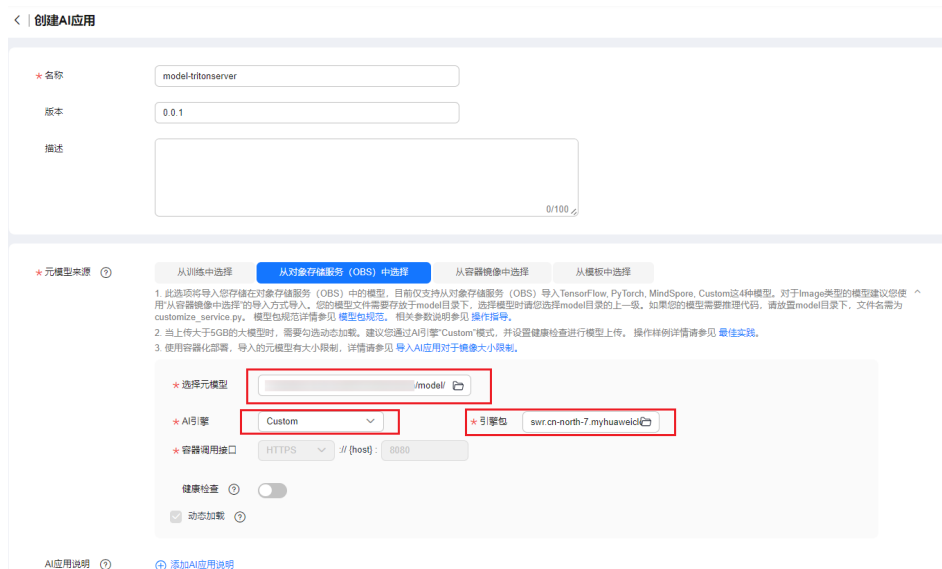 创建AI应用
★ 名称 model-tritonserver
版本 0.0.1
描述
0/100
★ 元模型来源 ? 从训练中选择 从对象存储服务（OBS）中选择 从容器镜像中选择 从模板中选择
1. 此选项将导入您存储在对象存储服务（OBS）中的模型，目前仅支持从对象存储服务（OBS）导入TensorFlow, PyTorch, MindSpore, Custom这4种模型。对于Image类型的模型建议您使
用“从容器镜像中选择”的导入方式导入。您的模型文件需要存放于model目录下，选择模型时请您选择model目录的上一级。如果您的模型需要推理代码，请放置model目录下，文件名需为
customize_service.py。 模型包规范详情参见 模型包规范。 相关参数说明参见 操作指导。
2. 当上传大于5GB的大模型时，需要勾选动态加载。建议您通过AI引擎“Custom”模式，并设置健康检查进行模型上传。 操作样例详情请参见 最佳实践。
3. 使用容器化部署，导入的元模型有大小限制，详情请参见 导入AI应用对于镜像大小限制。
★ 选择元模型 /model/
★ AI引擎 Custom ★ 引擎包 swr.cn-north-7.myhuaweicl
★ 容器调用接口 HTTPS :// {host} : 8080
健康检查 ?
动态加载 ?
AI应用说明 ? 添加AI应用说明